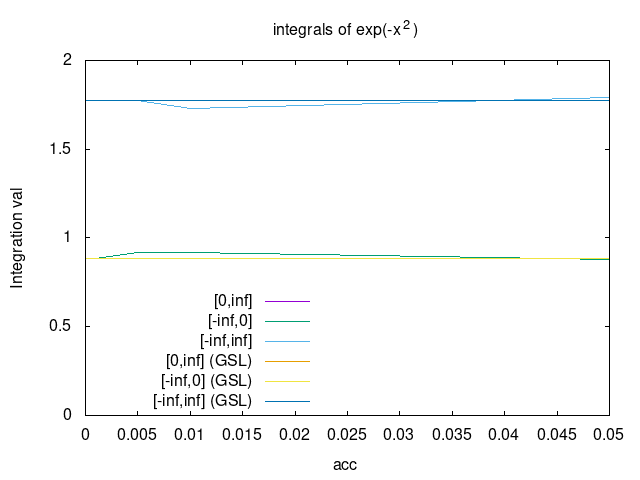 integrals of exp(-x²)
2
1.5
1
0.5
0
Integration val
[0,inf]
[-inf,0]
[-inf,inf]
[0,inf] (GSL)
[-inf,0] (GSL)
[-inf,inf] (GSL)
0 0.005 0.01 0.015 0.02 0.025 0.03 0.035 0.04 0.045 0.05
acc